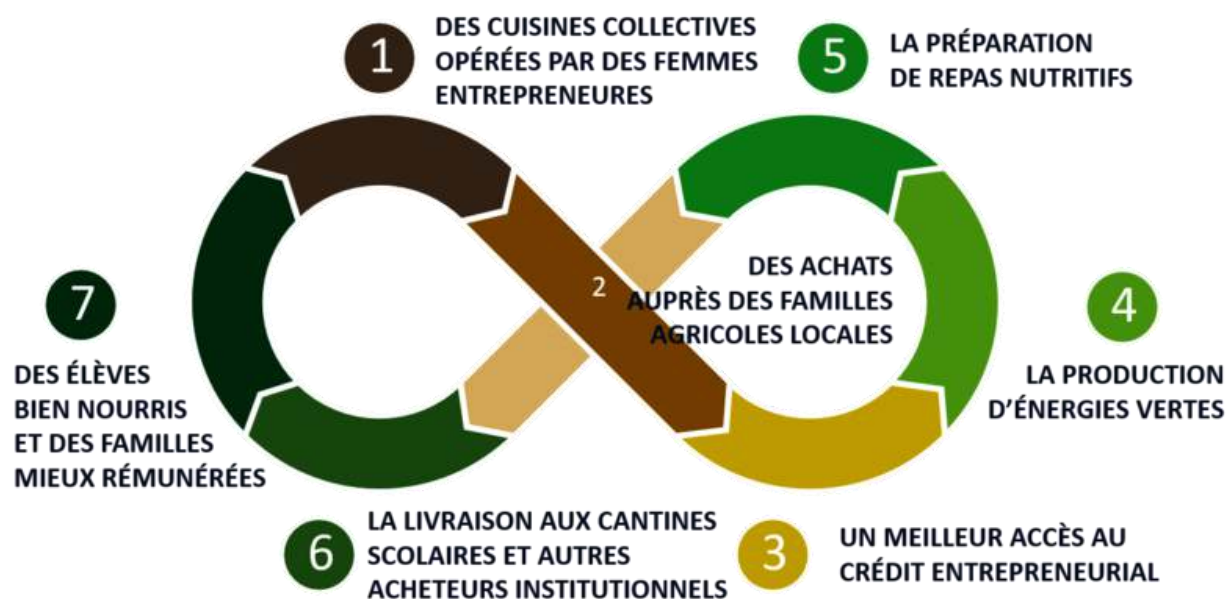 1
DES CUISINES COLLECTIVES
OPÉRÉES PAR DES FEMMES
ENTREPRENEURES
2
DES ACHATS
AUPRÈS DES FAMILLES
AGRICOLES LOCALES
3
UN MEILLEUR ACCÈS AU
CRÉDIT ENTREPRENEURIAL
4
LA PRODUCTION
D’ÉNERGIES VERTES
5
LA PRÉPARATION
DE REPAS NUTRITIFS
6
LA LIVRAISON AUX CANTINES
SCOLAIRES ET AUTRES
ACHETEURS INSTITUTIONNELS
7
DES ÉLÈVES
BIEN NOURRIS
ET DES FAMILLES
MIEUX RÉMUNÉRÉES